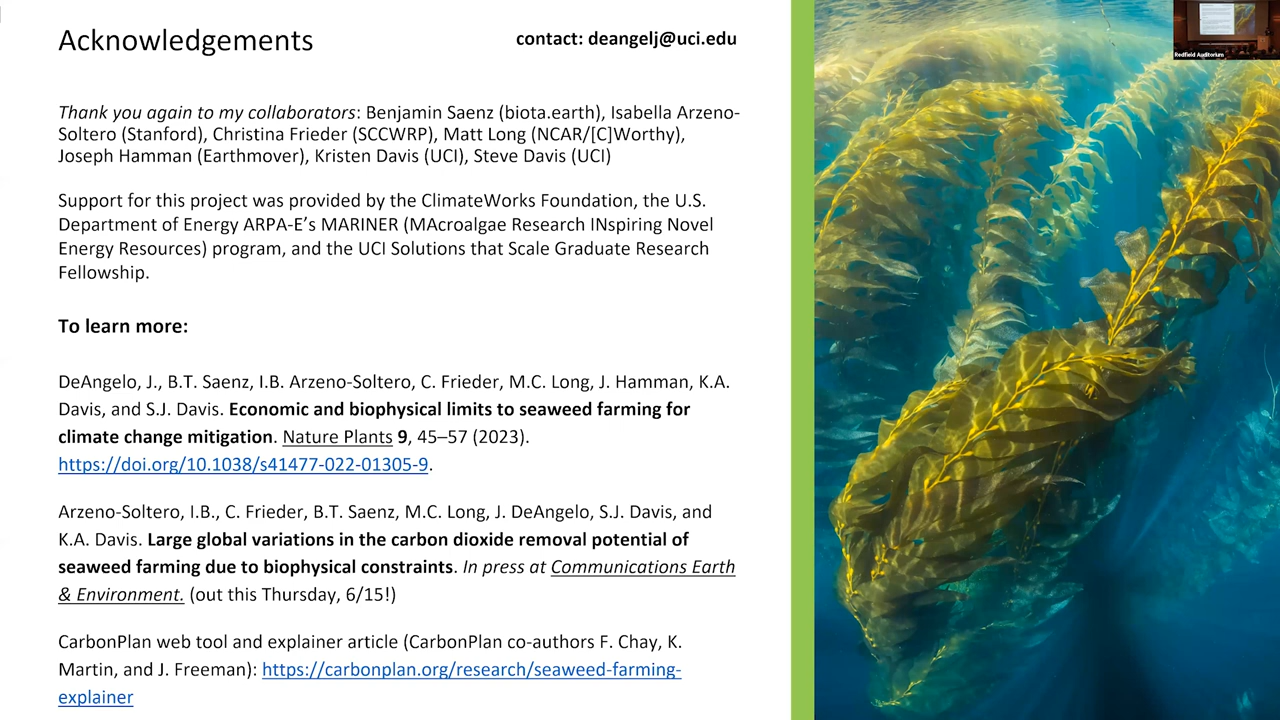 Acknowledgements
contact: deangelj@uci.edu
Redfield Auditorium
Thank you again to my collaborators: Benjamin Saenz (biota.earth), Isabella Arzeno-
Soltero (Stanford), Christina Frieder (SCCWRP), Matt Long (NCAR/[C]Worthy),
Joseph Hamman (Earthmover), Kristen Davis (UCI), Steve Davis (UCI)
Support for this project was provided by the ClimateWorks Foundation, the U.S.
Department of Energy ARPA-E’s MARINER (MAcroalgae Research INspiring Novel
Energy Resources) program, and the UCI Solutions that Scale Graduate Research
Fellowship.
To learn more:
DeAngelo, J., B.T. Saenz, I.B. Arzeno-Soltero, C. Frieder, M.C. Long, J. Hamman, K.A.
Davis, and S.J. Davis. Economic and biophysical limits to seaweed farming for
climate change mitigation. Nature Plants 9, 45–57 (2023).
https://doi.org/10.1038/s41477-022-01305-9.
Arzeno-Soltero, I.B., C. Frieder, B.T. Saenz, M.C. Long, J. DeAngelo, S.J. Davis, and
K.A. Davis. Large global variations in the carbon dioxide removal potential of
seaweed farming due to biophysical constraints. In press at Communications Earth
& Environment. (out this Thursday, 6/15!)
CarbonPlan web tool and explainer article (CarbonPlan co-authors F. Chay, K.
Martin, and J. Freeman): https://carbonplan.org/research/seaweed-farming-
explainer